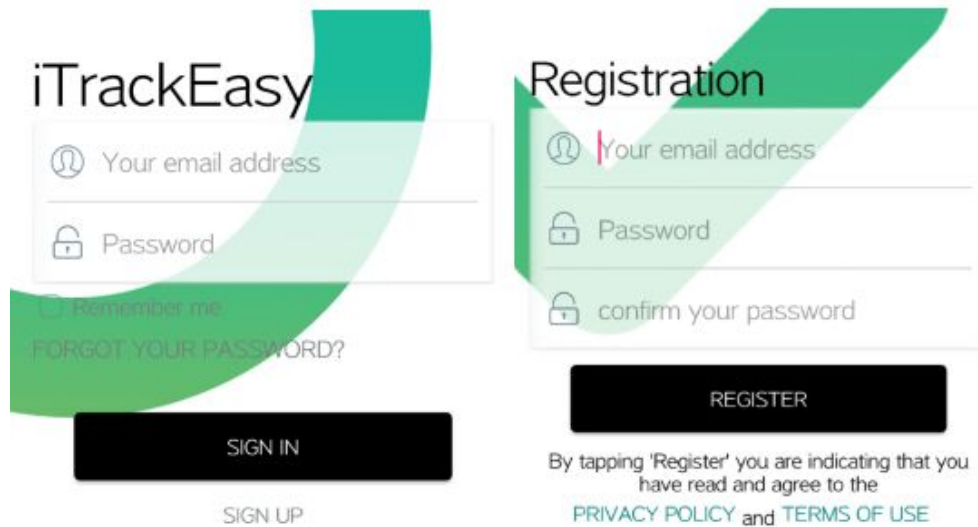 iTrackEasy
Your email address
Password
Remember me
FORGOT YOUR PASSWORD?
SIGN IN
SIGN UP
Registration
Your email address
Password
confirm your password
REGISTER
By tapping 'Register' you are indicating that you
have read and agree to the
PRIVACY POLICY and TERMS OF USE